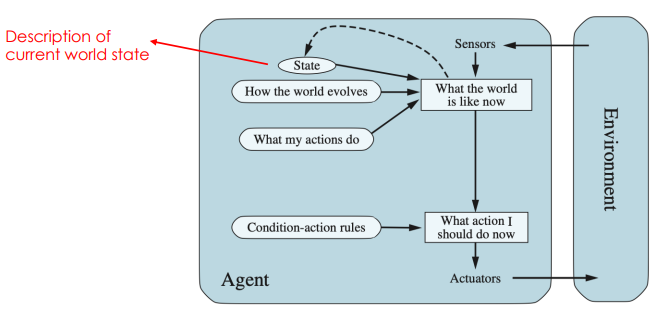 Description of
current world state
Sensors
State
How the world evolves
What the world
is like now
What my actions do
Condition-action rules
What action I
should do now
Agent
Actuators
Environment